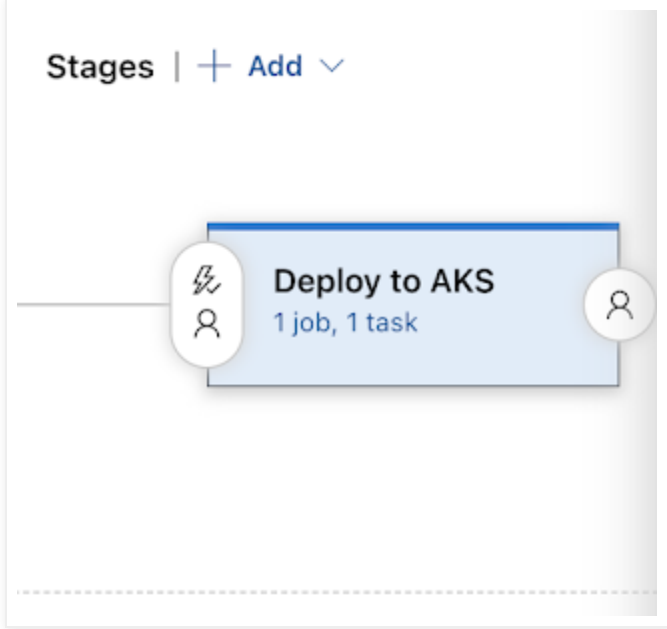 Stages | + Add
Deploy to AKS
1 job, 1 task